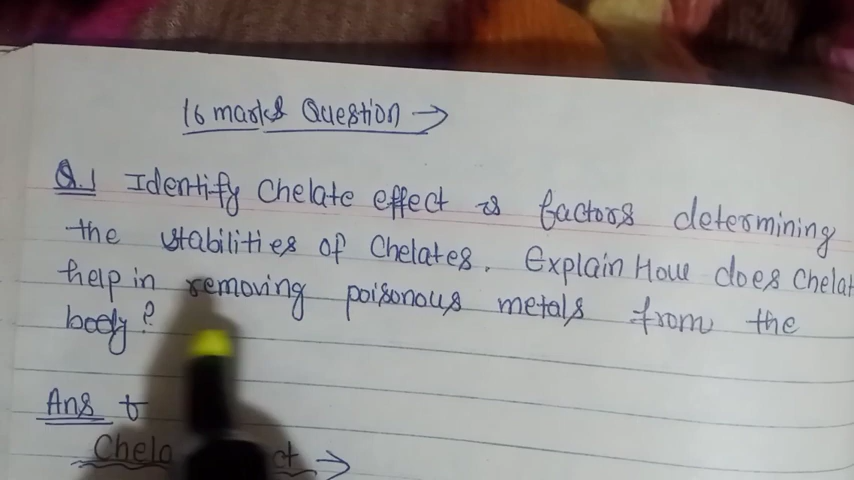 16 marks Question →
Q.1 Identify Chelate effect & factors determining
the stabilities of Chelates. Explain How does Chelat
help in removing poisonous metals from the
body?
Ans
→